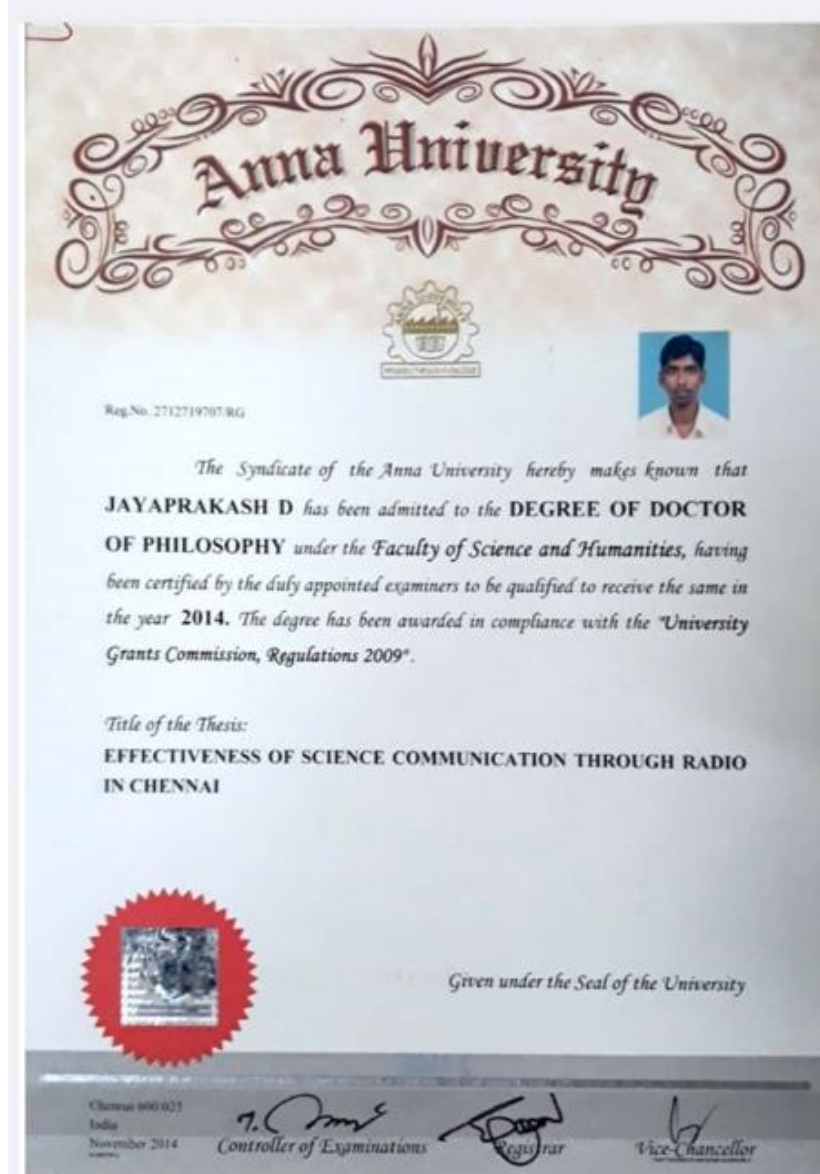 Anna University
Reg.No. 2712719707/RG
The Syndicate of the Anna University hereby makes known that
JAYAPRAKASH D has been admitted to the DEGREE OF DOCTOR
OF PHILOSOPHY under the Faculty of Science and Humanities, having
been certified by the duly appointed examiners to be qualified to receive the same in
the year 2014. The degree has been awarded in compliance with the "University
Grants Commission, Regulations 2009".
Title of the Thesis:
EFFECTIVENESS OF SCIENCE COMMUNICATION THROUGH RADIO
IN CHENNAI
Given under the Seal of the University
Chennai 600 025
India
November 2014
Controller of Examinations
Registrar
Vice-Chancellor